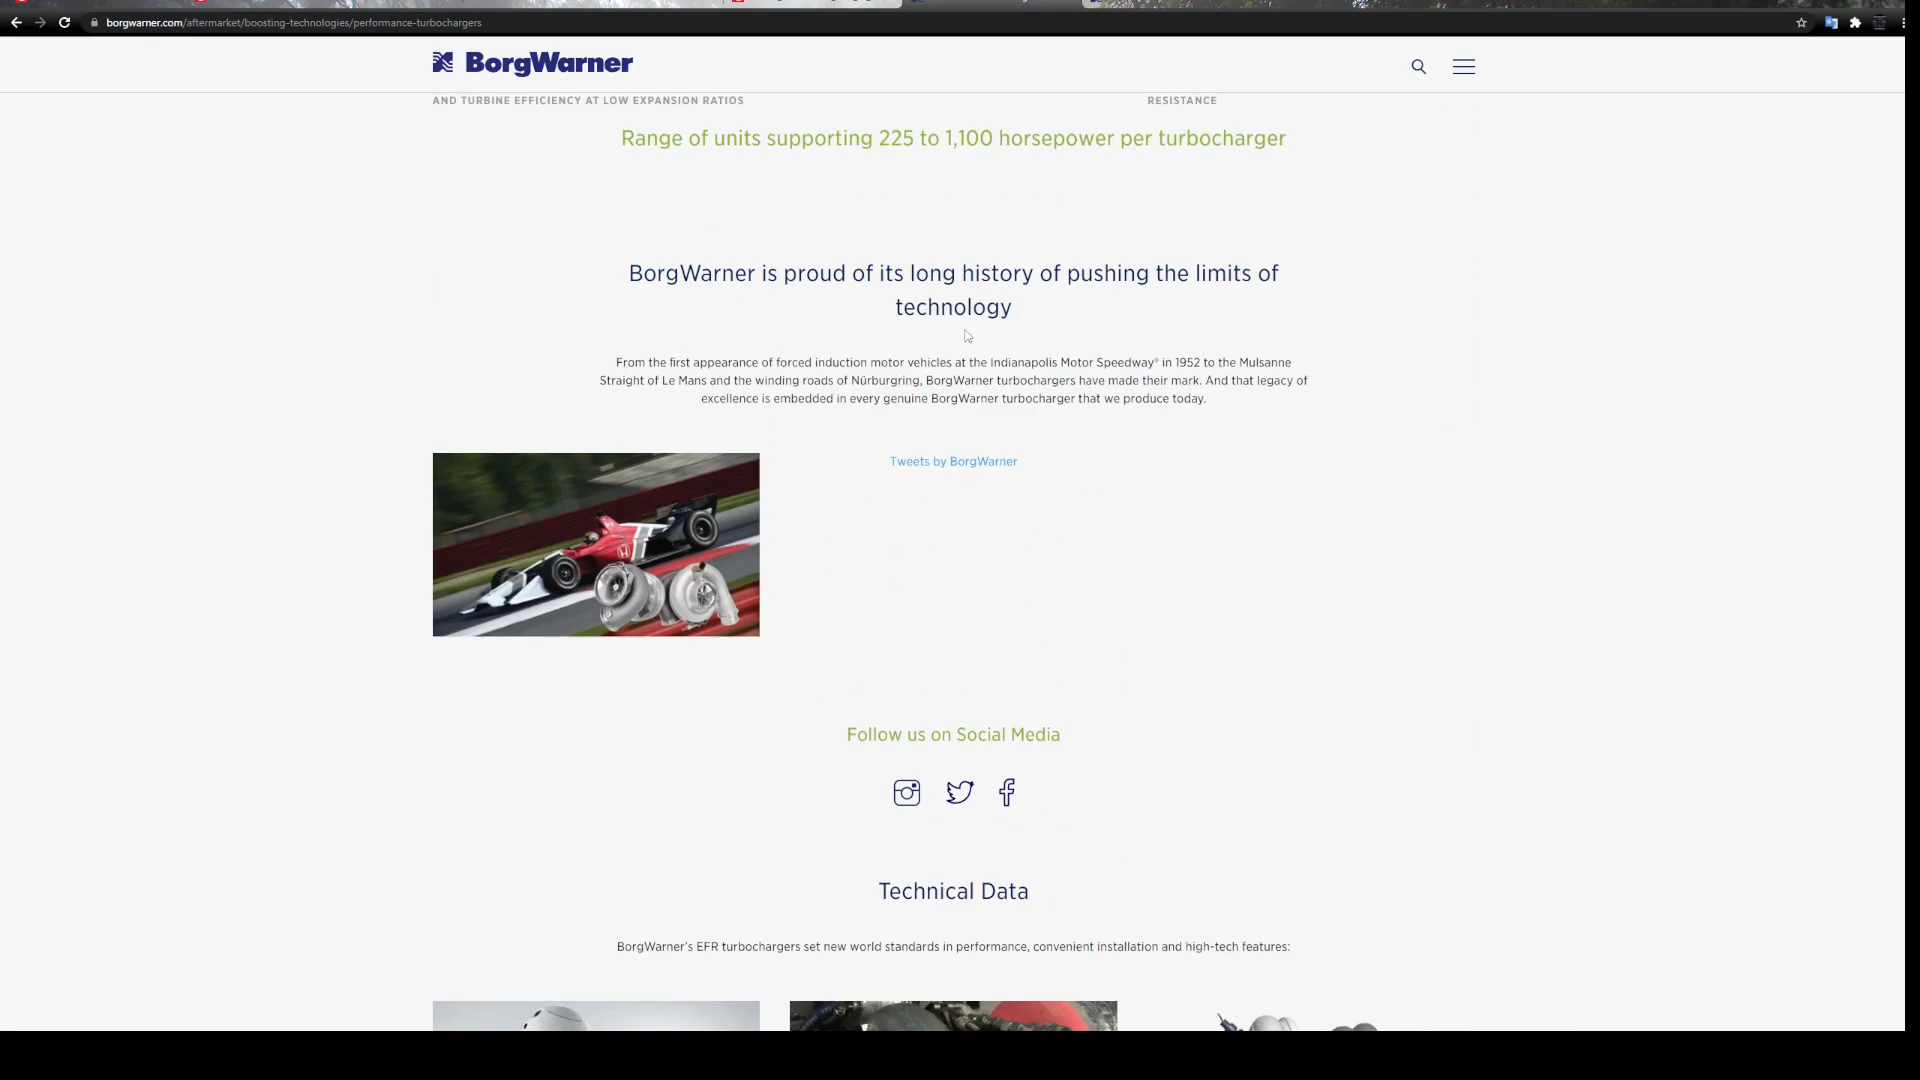 borgwarner.com/aftermarket/boosting-technologies/performance-turbochargers
BorgWarner
AND TURBINE EFFICIENCY AT LOW EXPANSION RATIOS
RESISTANCE
Range of units supporting 225 to 1,100 horsepower per turbocharger
BorgWarner is proud of its long history of pushing the limits of
technology
From the first appearance of forced induction motor vehicles at the Indianapolis Motor Speedway® in 1952 to the Mulsanne
Straight of Le Mans and the winding roads of Nürburgring, BorgWarner turbochargers have made their mark. And that legacy of
excellence is embedded in every genuine BorgWarner turbocharger that we produce today.
Tweets by BorgWarner
Follow us on Social Media
Technical Data
BorgWarner's EFR turbochargers set new world standards in performance, convenient installation and high-tech features: